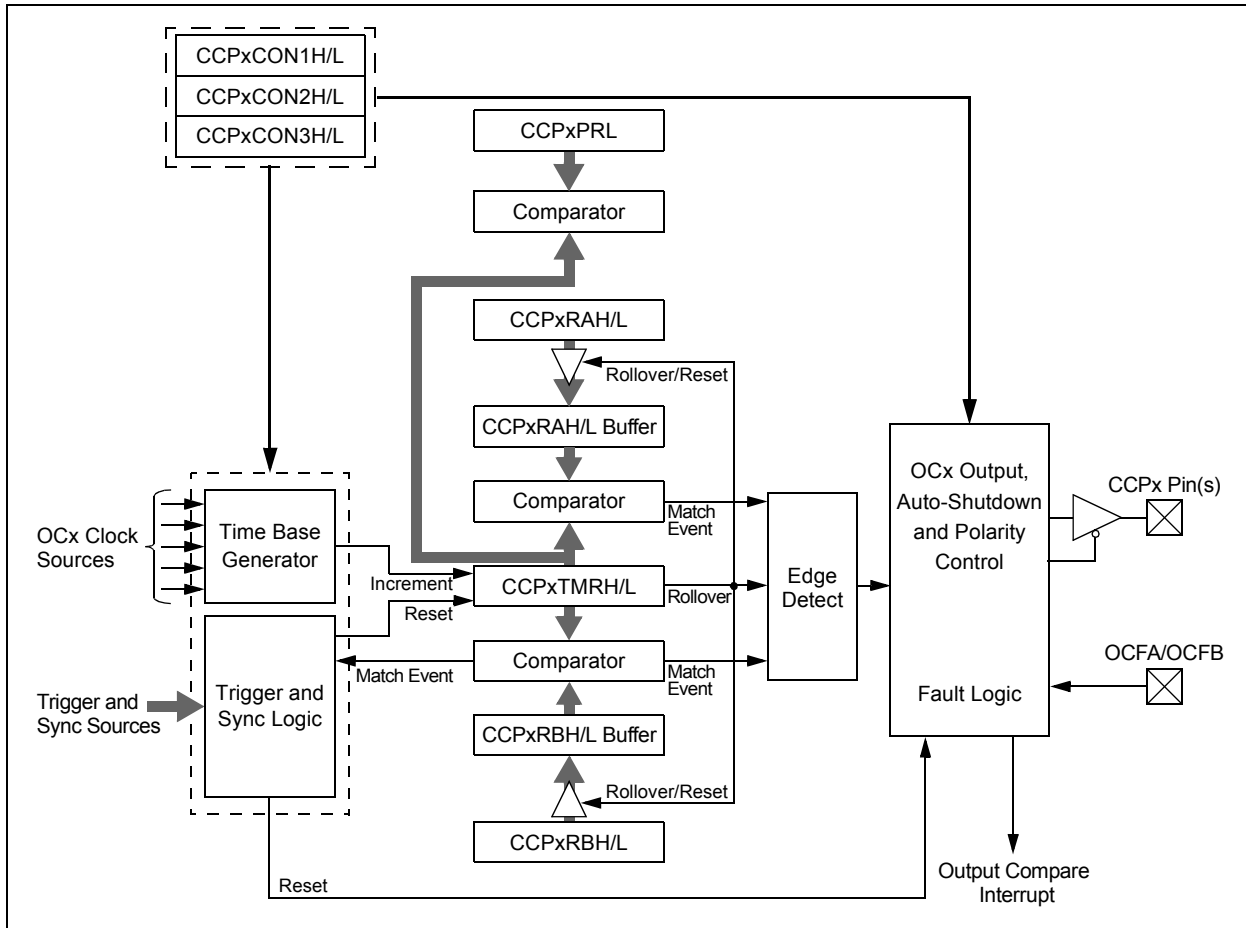 CCPxCON1H/L
CCPxCON2H/L
CCPxCON3H/L
CCPxPRL
Comparator
CCPxRAH/L
Rollover/Reset
CCPxRAH/L Buffer
Comparator
Match
Event
OCx Clock
Sources
Time Base
Generator
Increment
Reset
CCPxTMRH/L
Rollover
Edge
Detect
OCx Output,
Auto-Shutdown
and Polarity
Control
CCPx Pin(s)
Trigger and
Sync Sources
Trigger and
Sync Logic
Match Event
Comparator
Match
Event
Fault Logic
OCFA/OCFB
CCPxRBH/L Buffer
Rollover/Reset
CCPxRBH/L
Reset
Output Compare
Interrupt